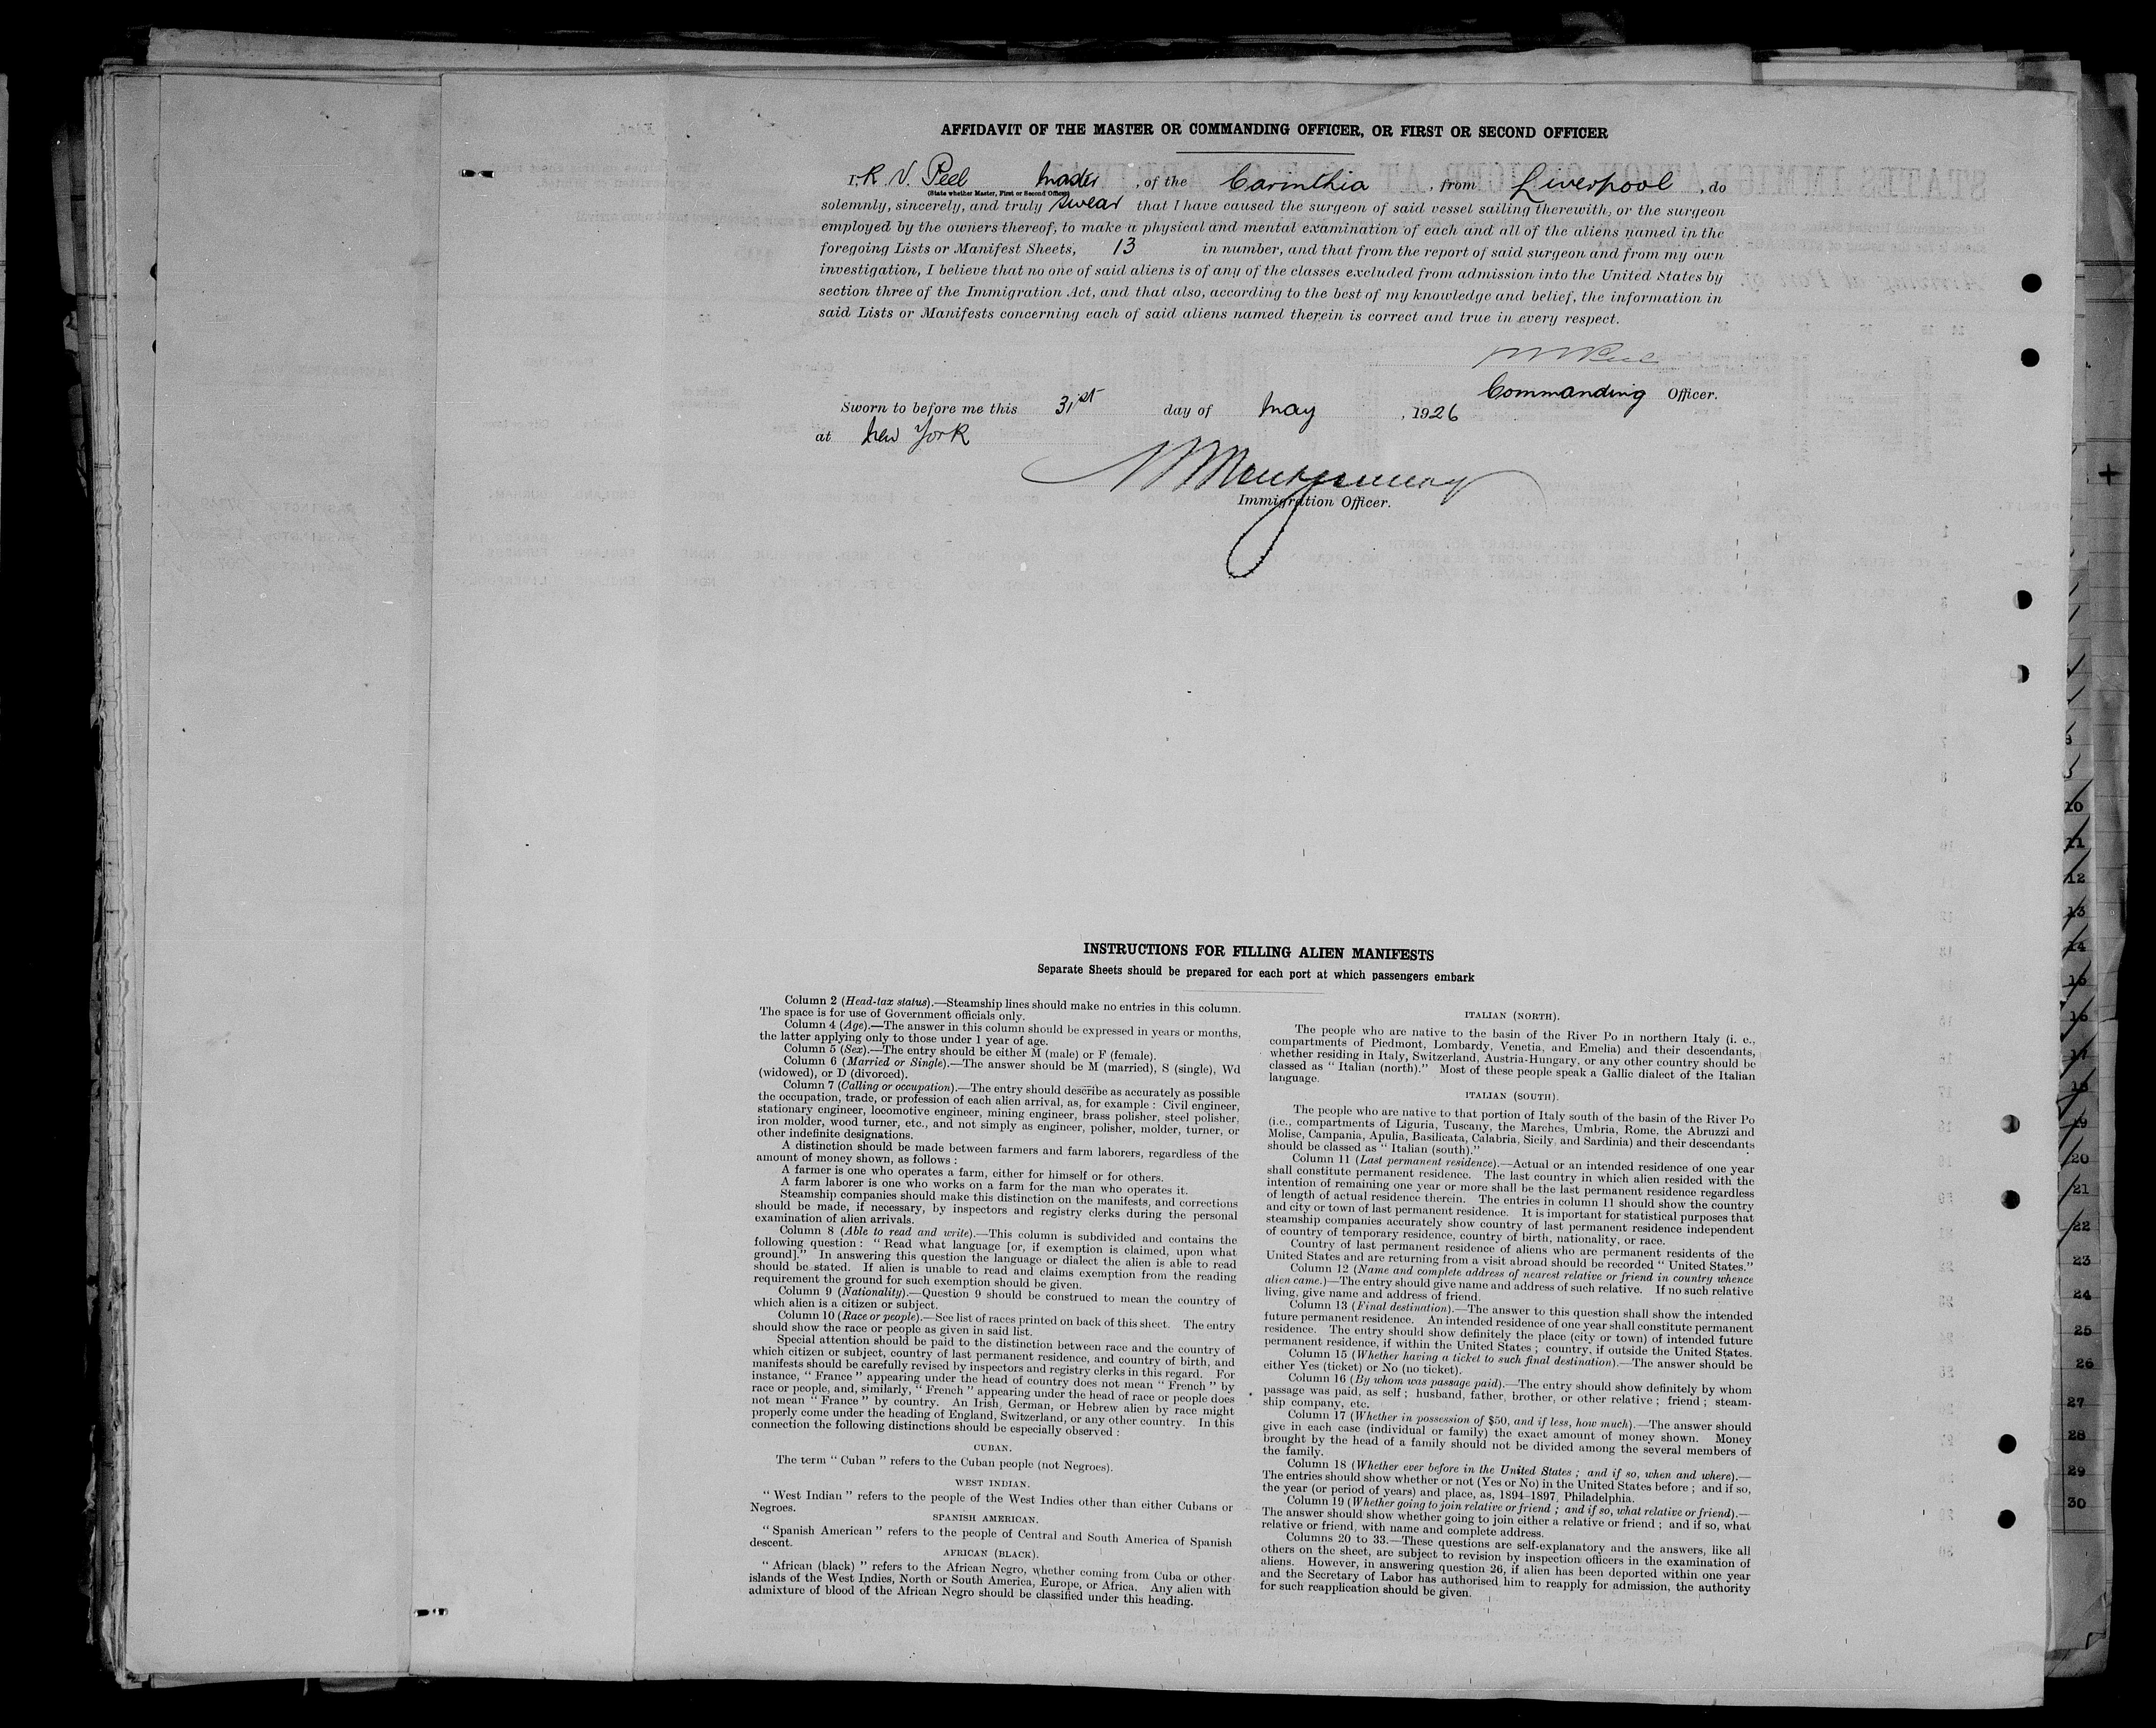 AFFIDAVIT OF THE MASTER OR COMMANDING OFFICER, OR FIRST OR SECOND OFFICER
I, R. V. Peel Master, of the Carinthia, from Liverpool, do
(State whether Master, First or Second Officer)
solemnly, sincerely, and truly swear that I have caused the surgeon of said vessel sailing therewith, or the surgeon
employed by the owners thereof, to make a physical and mental examination of each and all of the aliens named in the
foregoing Lists or Manifest Sheets, 13 in number, and that from the report of said surgeon and from my own
investigation, I believe that no one of said aliens is of any of the classes excluded from admission into the United States by
section three of the Immigration Act, and that also, according to the best of my knowledge and belief, the information in
said Lists or Manifests concerning each of said aliens named therein is correct and true in every respect.
Commanding Officer.
Sworn to before me this 31st day of May, 1926
at New York
Immigration Officer.
INSTRUCTIONS FOR FILLING ALIEN MANIFESTS
Separate Sheets should be prepared for each port at which passengers embark
Column 2 (Head-tax status).—Steamship lines should make no entries in this column.
The space is for use of Government officials only.
Column 4 (Age).—The answer in this column should be expressed in years or months,
the latter applying only to those under 1 year of age.
Column 5 (Sex).—The entry should be either M (male) or F (female).
Column 6 (Married or Single).—The answer should be M (married), S (single), Wd
(widowed), or D (divorced).
Column 7 (Calling or occupation).—The entry should describe as accurately as possible
the occupation, trade, or profession of each alien arrival, as, for example : Civil engineer,
stationary engineer, locomotive engineer, mining engineer, brass polisher, steel polisher,
iron molder, wood turner, etc., and not simply as engineer, polisher, molder, turner, or
other indefinite designations.
A distinction should be made between farmers and farm laborers, regardless of the
amount of money shown, as follows :
A farmer is one who operates a farm, either for himself or for others.
A farm laborer is one who works on a farm for the man who operates it.
Steamship companies should make this distinction on the manifests, and corrections
should be made, if necessary, by inspectors and registry clerks during the personal
examination of alien arrivals.
Column 8 (Able to read and write).—This column is subdivided and contains the
following question : " Read what language [or, if exemption is claimed, upon what
ground]." In answering this question the language or dialect the alien is able to read
should be stated. If alien is unable to read and claims exemption from the reading
requirement the ground for such exemption should be given.
Column 9 (Nationality).—Question 9 should be construed to mean the country of
which alien is a citizen or subject.
Column 10 (Race or people).—See list of races printed on back of this sheet. The entry
should show the race or people as given in said list.
Special attention should be paid to the distinction between race and the country of
which citizen or subject, country of last permanent residence, and country of birth, and
manifests should be carefully revised by inspectors and registry clerks in this regard. For
instance, " France " appearing under the head of country does not mean " French " by
race or people, and, similarly, " French " appearing under the head of race or people does
not mean " France " by country. An Irish, German, or Hebrew alien by race might
properly come under the heading of England, Switzerland, or any other country. In this
connection the following distinctions should be especially observed :
CUBAN.
The term " Cuban " refers to the Cuban people (not Negroes).
WEST INDIAN.
" West Indian " refers to the people of the West Indies other than either Cubans or
Negroes.
SPANISH AMERICAN.
" Spanish American " refers to the people of Central and South America of Spanish
descent.
AFRICAN (BLACK).
" African (black) " refers to the African Negro, whether coming from Cuba or other
islands of the West Indies, North or South America, Europe, or Africa. Any alien with
admixture of blood of the African Negro should be classified under this heading.
ITALIAN (NORTH).
The people who are native to the basin of the River Po in northern Italy (i. e.,
compartments of Piedmont, Lombardy, Venetia, and Emelia) and their descendants,
whether residing in Italy, Switzerland, Austria-Hungary, or any other country should be
classed as " Italian (north)." Most of these people speak a Gallic dialect of the Italian
language.
ITALIAN (SOUTH).
The people who are native to that portion of Italy south of the basin of the River Po
(i.e., compartments of Liguria, Tuscany, the Marches, Umbria, Rome, the Abruzzi and
Molise, Campania, Apulia, Basilicata, Calabria, Sicily, and Sardinia) and their descendants
should be classed as " Italian (south)."
Column 11 (Last permanent residence).—Actual or an intended residence of one year
shall constitute permanent residence. The last country in which alien resided with the
intention of remaining one year or more shall be the last permanent residence regardless
of length of actual residence therein. The entries in column 11 should show the country
and city or town of last permanent residence. It is important for statistical purposes that
steamship companies accurately show country of last permanent residence independent
of country of temporary residence, country of birth, nationality, or race.
Country of last permanent residence of aliens who are permanent residents of the
United States and are returning from a visit abroad should be recorded " United States."
Column 12 (Name and complete address of nearest relative or friend in country whence
alien came.)—The entry should give name and address of such relative. If no such relative
living, give name and address of friend.
Column 13 (Final destination).—The answer to this question shall show the intended
future permanent residence. An intended residence of one year shall constitute permanent
residence. The entry should show definitely the place (city or town) of intended future
permanent residence, if within the United States ; country, if outside the United States.
Column 15 (Whether having a ticket to such final destination).—The answer should be
either Yes (ticket) or No (no ticket).
Column 16 (By whom was passage paid).—The entry should show definitely by whom
passage was paid, as self ; husband, father, brother, or other relative ; friend ; steam-
ship company, etc.
Column 17 (Whether in possession of $50, and if less, how much).—The answer should
give in each case (individual or family) the exact amount of money shown. Money
brought by the head of a family should not be divided among the several members of
the family.
Column 18 (Whether ever before in the United States ; and if so, when and where).—
The entries should show whether or not (Yes or No) in the United States before ; and if so,
the year (or period of years) and place, as, 1894-1897, Philadelphia.
Column 19 (Whether going to join relative or friend ; and if so, what relative or friend).—
The answer should show whether going to join either a relative or friend ; and if so, what
relative or friend, with name and complete address.
Columns 20 to 33.—These questions are self-explanatory and the answers, like all
others on the sheet, are subject to revision by inspection officers in the examination of
aliens. However, in answering question 26, if alien has been deported within one year
and the Secretary of Labor has authorised him to reapply for admission, the authority
for such reapplication should be given.
10
11
12
13
14
15
16
17
18
19
20
21
22
23
24
25
26
27
28
29
30